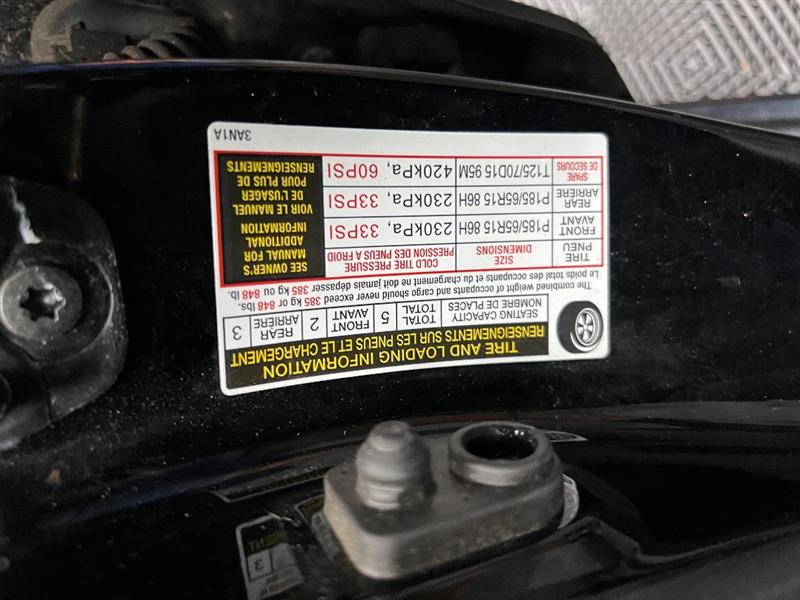 TIRE AND LOADING INFORMATION
RENSEIGNEMENTS SUR LES PNEUS ET LE CHARGEMENT
SEATING CAPACITY
NOMBRE DE PLACES
TOTAL
TOTAL
5
FRONT
AVANT
2
REAR
ARRIÈRE
3
The combined weight of occupants and cargo should never exceed 385 kg or 848 lbs.
Le poids total des occupants et du chargement ne doit jamais dépasser 385 kg ou 848 lb.
TIRE
PNEU
SIZE
DIMENSIONS
COLD TIRE PRESSURE
PRESSION DES PNEUS A FROID
FRONT
AVANT
P185/65R15 86H
230kPa, 33PSI
REAR
ARRIÈRE
P185/65R15 86H
230kPa, 33PSI
SPARE
DE SECOURS
T125/70D15 95M
420kPa, 60PSI
SEE OWNER'S
MANUAL FOR
ADDITIONAL
INFORMATION
VOIR LE MANUEL
DE L'USAGER
POUR PLUS DE
RENSEIGNEMENTS
3AN1A
3